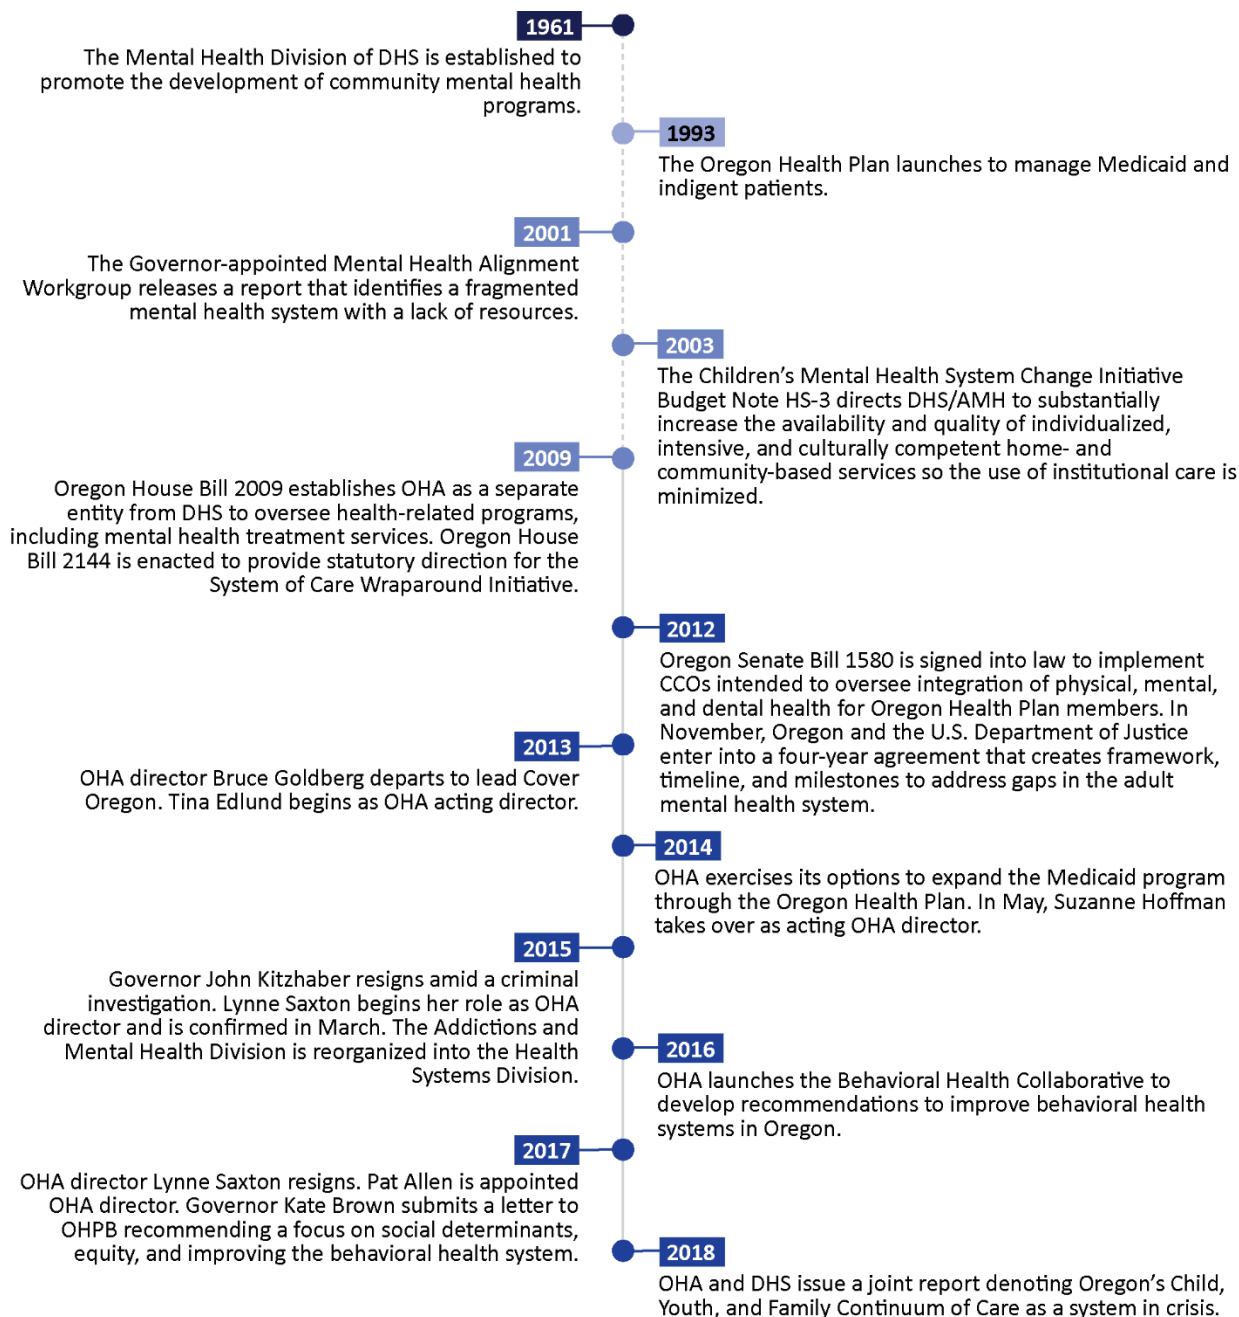 1961
The Mental Health Division of DHS is established to
promote the development of community mental health
programs.
1993
The Oregon Health Plan launches to manage Medicaid and
indigent patients.
2001
The Governor-appointed Mental Health Alignment
Workgroup releases a report that identifies a fragmented
mental health system with a lack of resources.
2003
The Children’s Mental Health System Change Initiative
Budget Note HS-3 directs DHS/AMH to substantially
increase the availability and quality of individualized,
intensive, and culturally competent home- and
community-based services so the use of institutional care is
minimized.
2009
Oregon House Bill 2009 establishes OHA as a separate
entity from DHS to oversee health-related programs,
including mental health treatment services. Oregon House
Bill 2144 is enacted to provide statutory direction for the
System of Care Wraparound Initiative.
2012
Oregon Senate Bill 1580 is signed into law to implement
CCOs intended to oversee integration of physical, mental,
and dental health for Oregon Health Plan members. In
November, Oregon and the U.S. Department of Justice
enter into a four-year agreement that creates framework,
timeline, and milestones to address gaps in the adult
mental health system.
2013
OHA director Bruce Goldberg departs to lead Cover
Oregon. Tina Edlund begins as OHA acting director.
2014
OHA exercises its options to expand the Medicaid program
through the Oregon Health Plan. In May, Suzanne Hoffman
takes over as acting OHA director.
2015
Governor John Kitzhaber resigns amid a criminal
investigation. Lynne Saxton begins her role as OHA
director and is confirmed in March. The Addictions and
Mental Health Division is reorganized into the Health
Systems Division.
2016
OHA launches the Behavioral Health Collaborative to
develop recommendations to improve behavioral health
systems in Oregon.
2017
OHA director Lynne Saxton resigns. Pat Allen is appointed
OHA director. Governor Kate Brown submits a letter to
OHPB recommending a focus on social determinants,
equity, and improving the behavioral health system.
2018
OHA and DHS issue a joint report denoting Oregon’s Child,
Youth, and Family Continuum of Care as a system in crisis.